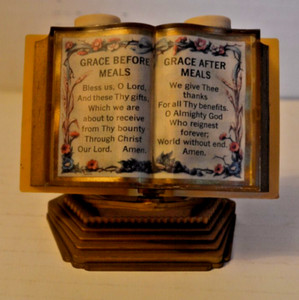 GRACE BEFORE
MEALS
Bless us, O Lord,
And these Thy gifts,
Which we are
about to receive
from Thy bounty
Through Christ
Our Lord. Amen.
GRACE AFTER
MEALS
We give Thee
thanks
For all Thy benefits,
O Almighty God
Who reignest
forever;
World without end.
Amen.